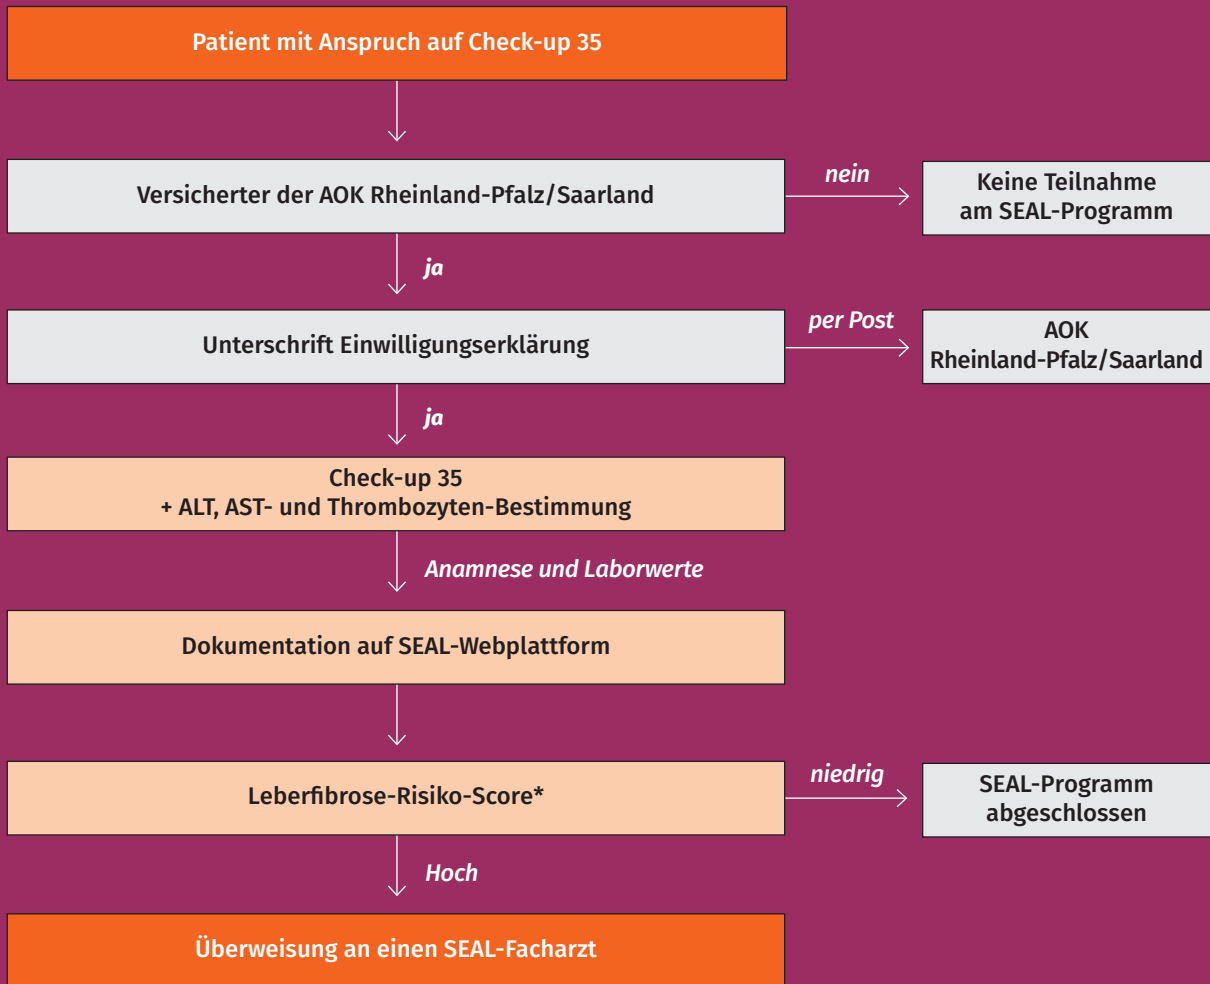 Patient mit Anspruch auf Check-up 35
Versicherter der AOK Rheinland-Pfalz/Saarland
nein
Keine Teilnahme
am SEAL-Programm
ja
Unterschrift Einwilligungserklärung
per Post
AOK
Rheinland-Pfalz/Saarland
ja
Check-up 35
+ ALT, AST- und Thrombozyten-Bestimmung
Anamnese und Laborwerte
Dokumentation auf SEAL-Webplattform
Leberfibrose-Risiko-Score*
niedrig
SEAL-Programm
abgeschlossen
Hoch
Überweisung an einen SEAL-Facharzt